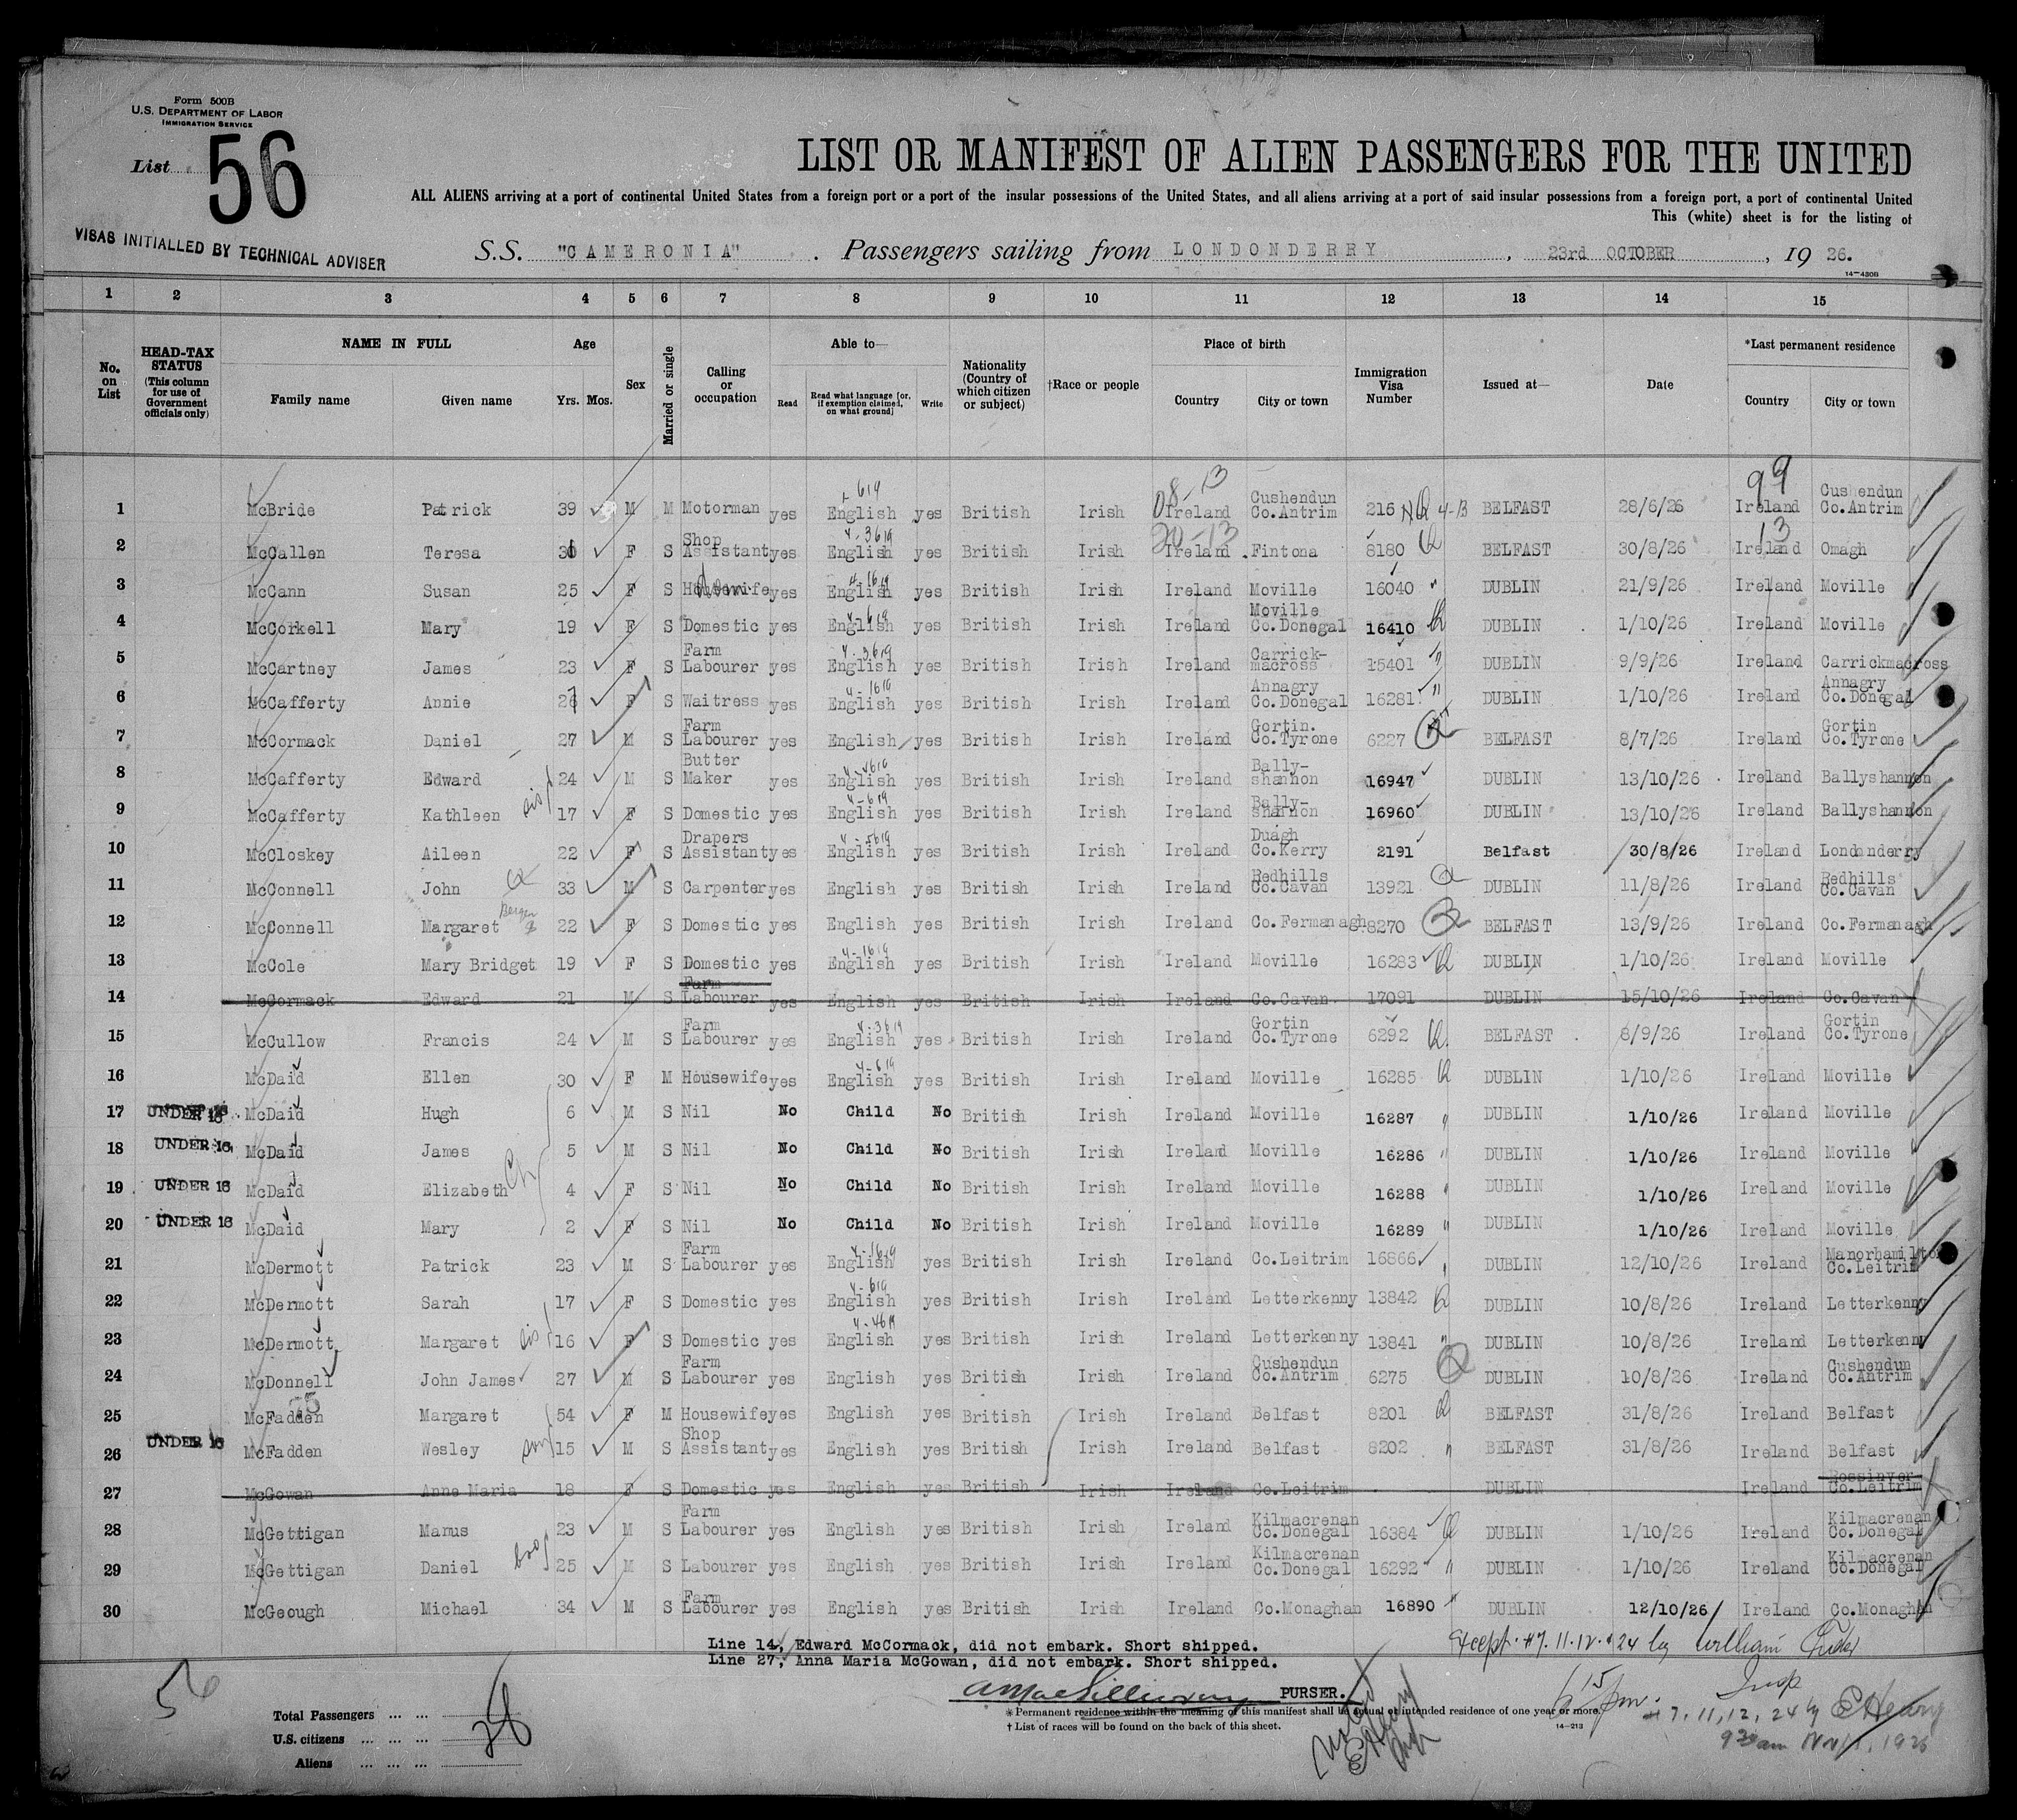 Form 500B
U.S. DEPARTMENT OF LABOR
IMMIGRATION SERVICE
List 56
VISAS INITIALLED BY TECHNICAL ADVISER
LIST OR MANIFEST OF ALIEN PASSENGERS FOR THE UNITED
ALL ALIENS arriving at a port of continental United States from a foreign port or a port of the insular possessions of the United States, and all aliens arriving at a port of said insular possessions from a foreign port, a port of continental United
This (white) sheet is for the listing of
S.S. "CAMERONIA" . Passengers sailing from LONDONDERRY , 23rd OCTOBER , 19 26.
14—430B
1 2 3 4 5 6 7 8 9 10 11 12 13 14 15
No. on List
HEAD-TAX STATUS (This column for use of Government officials only)
NAME IN FULL Family name Given name
Age Yrs. Mos.
Sex
Married or single
Calling or occupation
Able to— Read Read what language [or, if exemption claimed, on what ground] Write
Nationality (Country of which citizen or subject)
†Race or people
Place of birth Country City or town
Immigration Visa Number
Issued at—
Date
*Last permanent residence Country City or town
1 McBride Patrick 39 M M Motorman yes English yes British Irish Ireland Cushendun Co.Antrim 216 BELFAST 28/6/26 Ireland Cushendun Co.Antrim
2 McCallen Teresa F S Shop Assistant yes English yes British Irish Ireland Fintona 8180 BELFAST 30/8/26 Ireland Omagh
3 McCann Susan 25 F S Housewife yes English yes British Irish Ireland Moville 16040 " DUBLIN 21/9/26 Ireland Moville
4 McCorkell Mary 19 F S Domestic yes English yes British Irish Ireland Moville Co.Donegal 16410 DUBLIN 1/10/26 Ireland Moville
5 McCartney James 23 F S Farm Labourer yes English yes British Irish Ireland Carrick-macross 15401 " DUBLIN 9/9/26 Ireland Carrickmacross
6 McCafferty Annie F S Waitress yes English yes British Irish Ireland Annagry Co.Donegal 16281 " DUBLIN 1/10/26 Ireland Annagry Co.Donegal
7 McCormack Daniel 27 M S Farm Labourer yes English yes British Irish Ireland Gortin. Co.Tyrone 6227 BELFAST 8/7/26 Ireland Gortin Co.Tyrone
8 McCafferty Edward 24 M S Butter Maker yes English yes British Irish Ireland Bally-shannon 16947 DUBLIN 13/10/26 Ireland Ballyshannon
9 McCafferty Kathleen sis 17 F S Domestic yes English yes British Irish Ireland Bally-shannon 16960 DUBLIN 13/10/26 Ireland Ballyshannon
10 McCloskey Aileen 22 F S Drapers Assistant yes English yes British Irish Ireland Duagh Co.Kerry 2191 Belfast 30/8/26 Ireland Londonderry
11 McConnell John 33 M S Carpenter yes English yes British Irish Ireland Redhills Co.Cavan 13921 DUBLIN 11/8/26 Ireland Redhills Co.Cavan
12 McConnell Margaret 22 F S Domestic yes English yes British Irish Ireland Co.Fermanagh 8270 BELFAST 13/9/26 Ireland Co.Fermanagh
13 McCole Mary Bridget 19 F S Domestic yes English yes British Irish Ireland Moville 16283 DUBLIN 1/10/26 Ireland Moville
14 McCormack Edward 21 M S Farm Labourer yes English yes British Irish Ireland Co.Cavan 17091 DUBLIN 15/10/26 Ireland Co.Cavan
15 McCullow Francis 24 M S Farm Labourer yes English yes British Irish Ireland Gortin Co.Tyrone 6292 BELFAST 8/9/26 Ireland Gortin Co.Tyrone
16 McDaid Ellen 30 F M Housewife yes English yes British Irish Ireland Moville 16285 DUBLIN 1/10/26 Ireland Moville
17 UNDER 16 McDaid Hugh 6 M S Nil No Child No British Irish Ireland Moville 16287 " DUBLIN 1/10/26 Ireland Moville
18 UNDER 16 McDaid James 5 M S Nil No Child No British Irish Ireland Moville 16286 " DUBLIN 1/10/26 Ireland Moville
19 UNDER 16 McDaid Elizabeth Ch 4 F S Nil No Child No British Irish Ireland Moville 16288 " DUBLIN 1/10/26 Ireland Moville
20 UNDER 16 McDaid Mary 2 F S Nil No Child No British Irish Ireland Moville 16289 " DUBLIN 1/10/26 Ireland Moville
21 McDermott Patrick 23 M S Farm Labourer yes English yes British Irish Ireland Co.Leitrim 16866 DUBLIN 12/10/26 Ireland Manorhamilton Co.Leitrim
22 McDermott Sarah 17 F S Domestic yes English yes British Irish Ireland Letterkenny 13842 DUBLIN 10/8/26 Ireland Letterkenny
23 McDermott Margaret sis 16 F S Domestic yes English yes British Irish Ireland Letterkenny 13841 " DUBLIN 10/8/26 Ireland Letterkenny
24 McDonnell John James 27 M S Farm Labourer yes English yes British Irish Ireland Cushendun Co.Antrim 6275 DUBLIN 10/8/26 Ireland Cushendun Co.Antrim
25 McFadden Margaret 54 F M Housewife yes English yes British Irish Ireland Belfast 8201 BELFAST 31/8/26 Ireland Belfast
26 UNDER 16 McFadden Wesley son 15 M S Shop Assistant yes English yes British Irish Ireland Belfast 8202 " BELFAST 31/8/26 Ireland Belfast
27 McGowan Anne Maria 18 F S Domestic yes English yes British Irish Ireland Co.Leitrim DUBLIN Ireland Rossinver Co.Leitrim
28 McGettigan Manus 23 M S Farm Labourer yes English yes British Irish Ireland Kilmacrenan Co.Donegal 16384 DUBLIN 1/10/26 Ireland Kilmacrenan Co.Donegal
29 McGettigan Daniel bro 25 M S Labourer yes English yes British Irish Ireland Kilmacrenan Co.Donegal 16292 " DUBLIN 1/10/26 Ireland Kilmacrenan Co.Donegal
30 McGeough Michael 34 M S Farm Labourer yes English yes British Irish Ireland Co.Monaghan 16890 " DUBLIN 12/10/26 Ireland Co.Monaghan
Line 14, Edward McCormack, did not embark. Short shipped.
Line 27, Anna Maria McGowan, did not embark. Short shipped.
PURSER.
* Permanent residence within the meaning of this manifest shall be actual or intended residence of one year or more.
† List of races will be found on the back of this sheet.
14—213
Total Passengers ... ...
U.S. citizens ... ... ...
Aliens ... ... ...
28
56
Except #7.11.12.&24 by William
Insp
7, 11, 12, 24 by EHenry
930am Nov 1, 1926